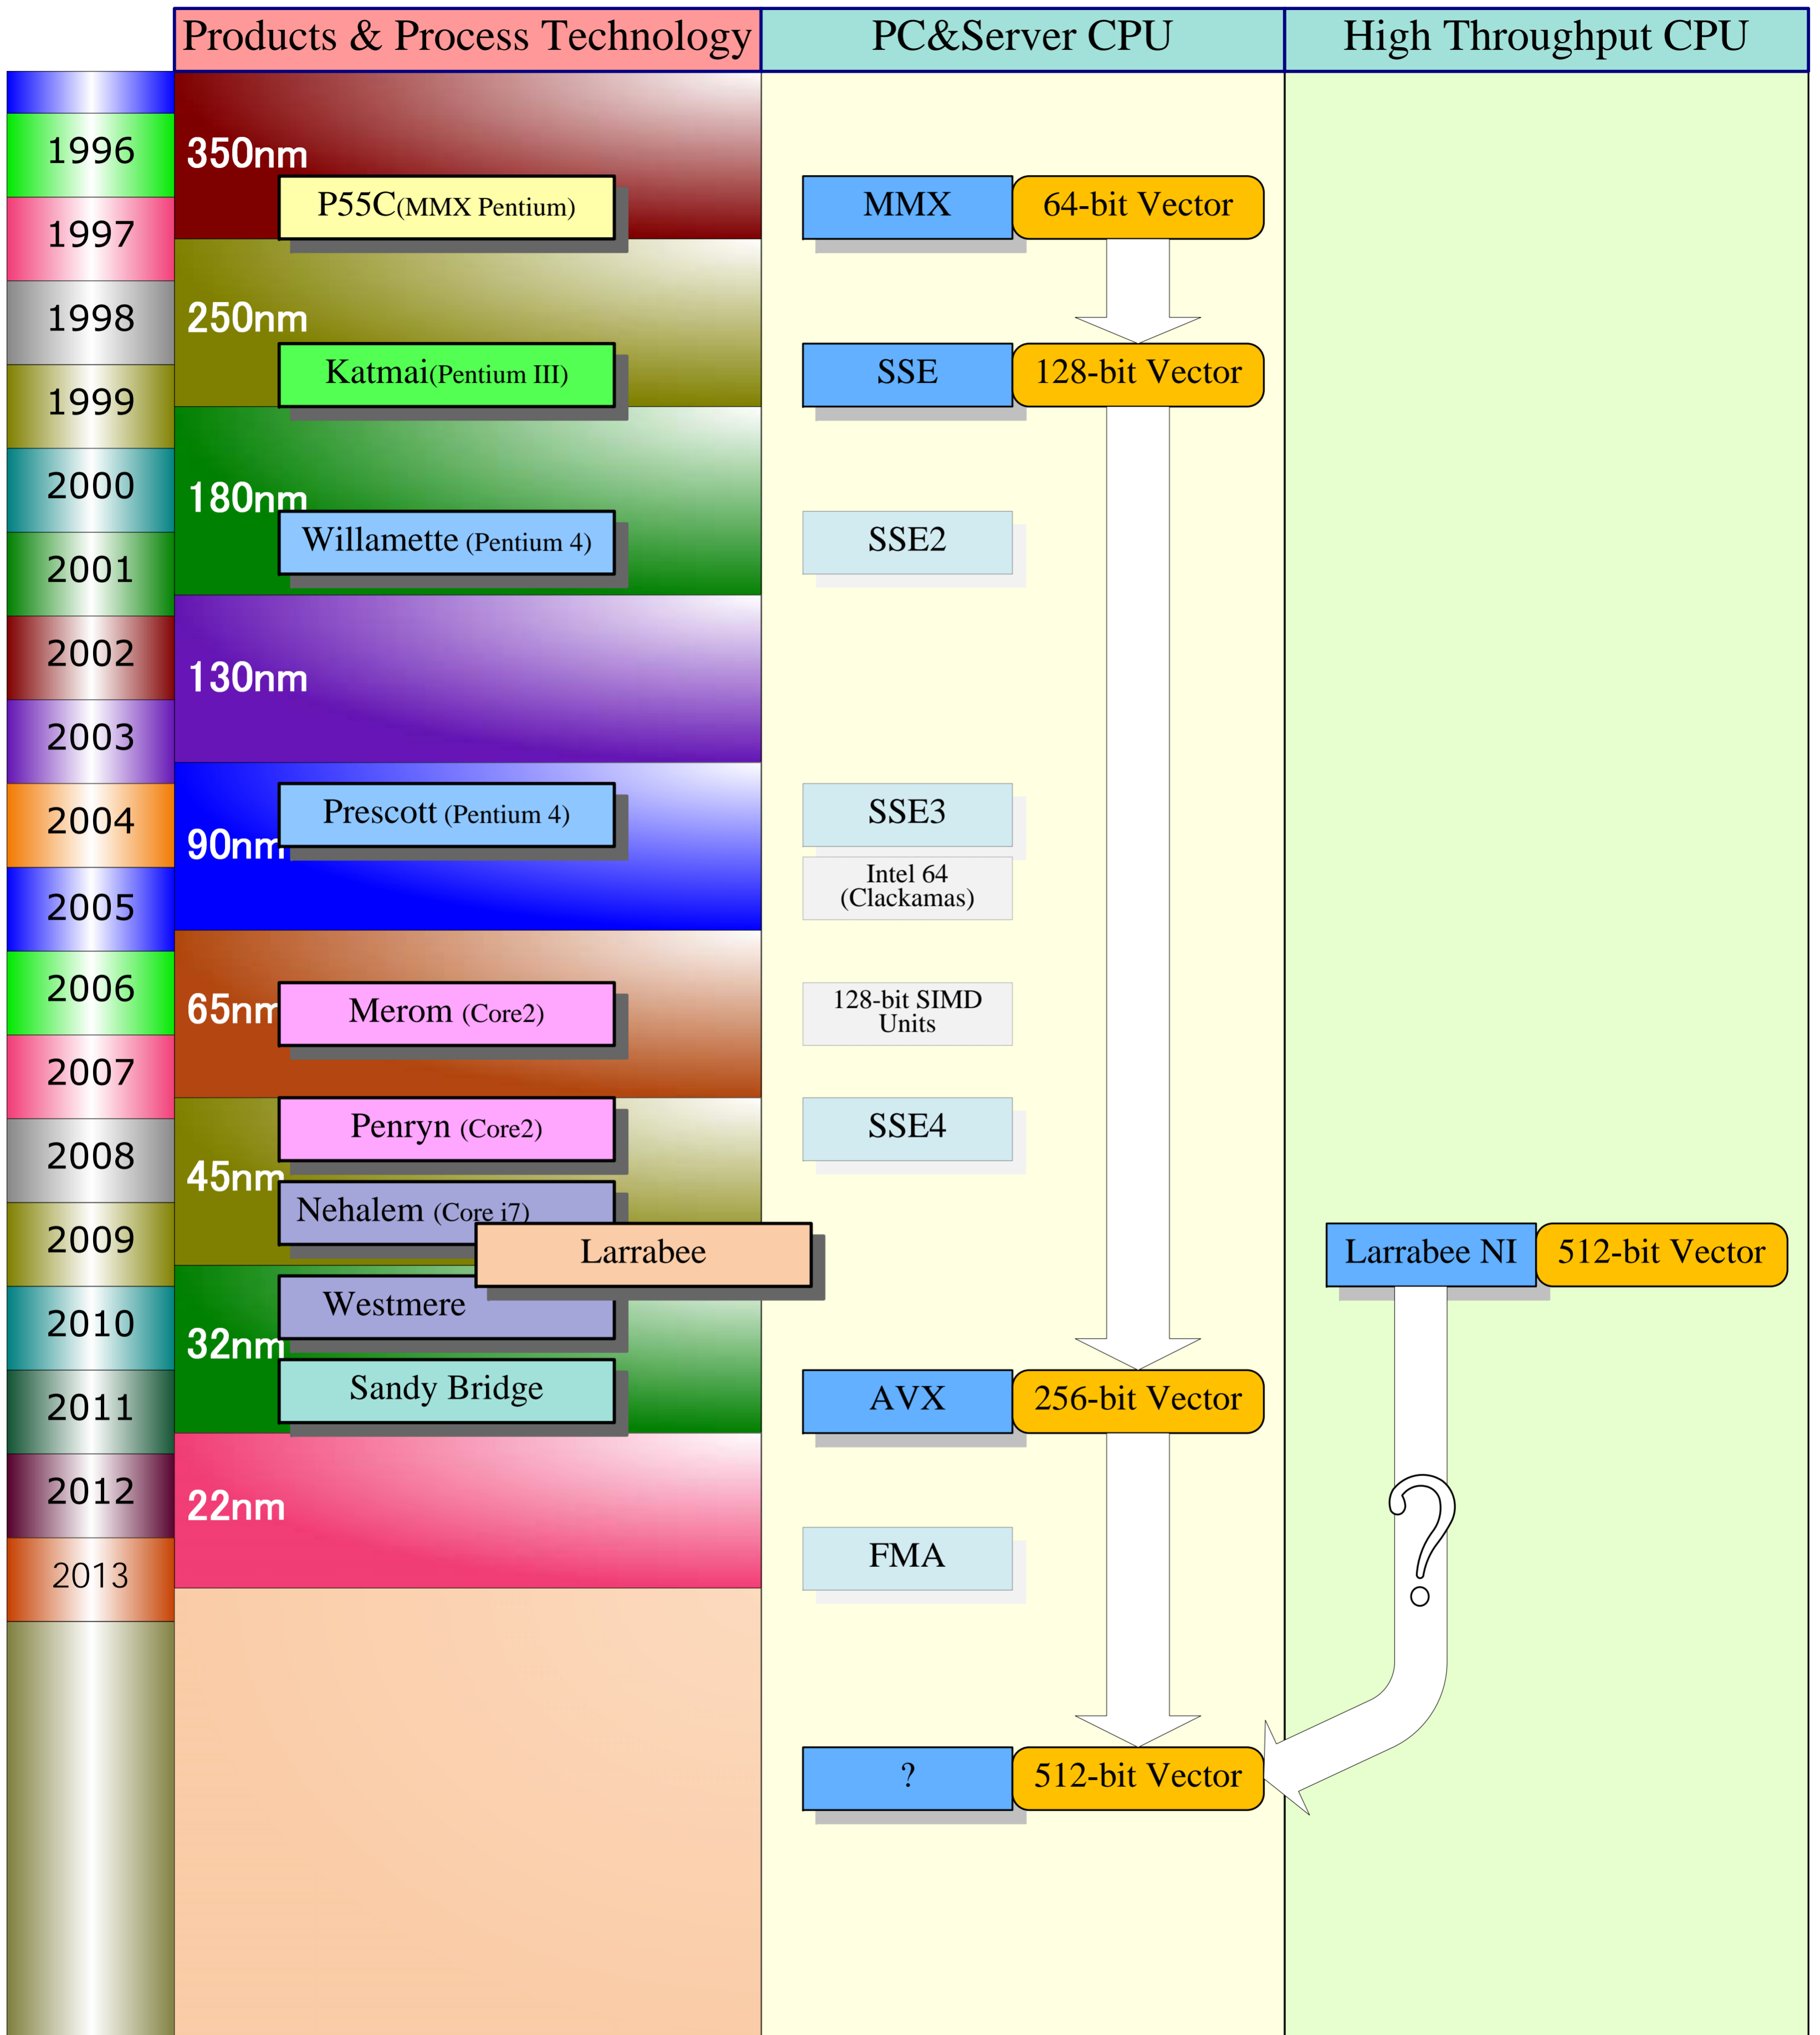 Products & Process Technology
PC&Server CPU
High Throughput CPU
1996
350nm
P55C(MMX Pentium)
MMX
64-bit Vector
1997
1998
250nm
Katmai(Pentium III)
SSE
128-bit Vector
1999
2000
180nm
Willamette (Pentium 4)
SSE2
2001
2002
130nm
2003
2004
Prescott (Pentium 4)
SSE3
90nm
Intel 64
(Clackamas)
2005
2006
65nm
Merom (Core2)
128-bit SIMD
Units
2007
Penryn (Core2)
SSE4
2008
45nm
Nehalem (Core i7)
2009
Larrabee
Larrabee NI
512-bit Vector
Westmere
2010
32nm
Sandy Bridge
AVX
256-bit Vector
2011
2012
22nm
?
FMA
2013
?
512-bit Vector